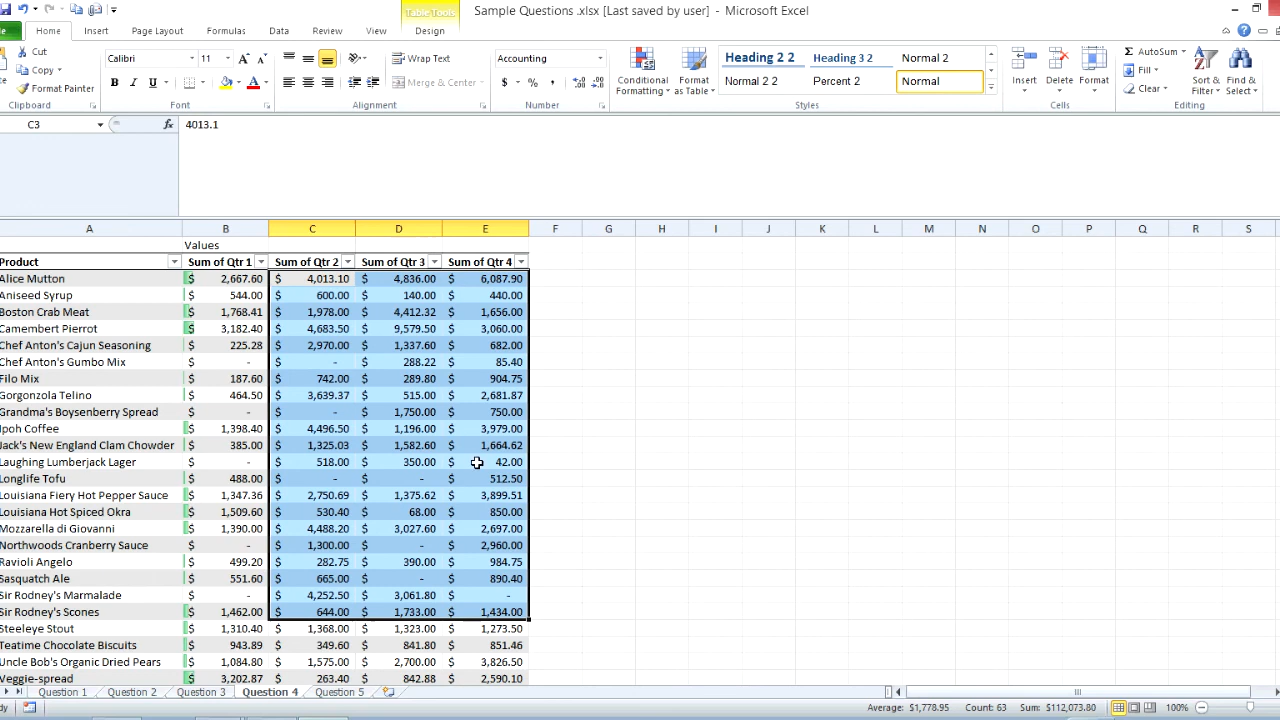 Table Tools
Sample Questions .xlsx [Last saved by user] - Microsoft Excel
Home Insert Page Layout Formulas Data Review View Design
Cut
Copy
Format Painter
Clipboard
Calibri 11
B I U A
Font
Wrap Text
Merge & Center
Alignment
Accounting
$ % ,
Number
Conditional Formatting
Format as Table
Heading 2 2 Heading 3 2 Normal 2
Normal 2 2 Percent 2 Normal
Styles
Insert Delete Format
Cells
Σ AutoSum
Fill
Clear
Sort & Filter
Find & Select
Editing
C3 fx 4013.1
A B C D E F G H I J K L M N O P Q R S
Values
Product Sum of Qtr 1 Sum of Qtr 2 Sum of Qtr 3 Sum of Qtr 4
Alice Mutton $ 2,667.60 $ 4,013.10 $ 4,836.00 $ 6,087.90
Aniseed Syrup $ 544.00 $ 600.00 $ 140.00 $ 440.00
Boston Crab Meat $ 1,768.41 $ 1,978.00 $ 4,412.32 $ 1,656.00
Camembert Pierrot $ 3,182.40 $ 4,683.50 $ 9,579.50 $ 3,060.00
Chef Anton's Cajun Seasoning $ 225.28 $ 2,970.00 $ 1,337.60 $ 682.00
Chef Anton's Gumbo Mix $ - $ - $ 288.22 $ 85.40
Filo Mix $ 187.60 $ 742.00 $ 289.80 $ 904.75
Gorgonzola Telino $ 464.50 $ 3,639.37 $ 515.00 $ 2,681.87
Grandma's Boysenberry Spread $ - $ - $ 1,750.00 $ 750.00
Ipoh Coffee $ 1,398.40 $ 4,496.50 $ 1,196.00 $ 3,979.00
Jack's New England Clam Chowder $ 385.00 $ 1,325.03 $ 1,582.60 $ 1,664.62
Laughing Lumberjack Lager $ - $ 518.00 $ 350.00 $ 42.00
Longlife Tofu $ 488.00 $ - $ - $ 512.50
Louisiana Fiery Hot Pepper Sauce $ 1,347.36 $ 2,750.69 $ 1,375.62 $ 3,899.51
Louisiana Hot Spiced Okra $ 1,509.60 $ 530.40 $ 68.00 $ 850.00
Mozzarella di Giovanni $ 1,390.00 $ 4,488.20 $ 3,027.60 $ 2,697.00
Northwoods Cranberry Sauce $ - $ 1,300.00 $ - $ 2,960.00
Ravioli Angelo $ 499.20 $ 282.75 $ 390.00 $ 984.75
Sasquatch Ale $ 551.60 $ 665.00 $ - $ 890.40
Sir Rodney's Marmalade $ - $ 4,252.50 $ 3,061.80 $ -
Sir Rodney's Scones $ 1,462.00 $ 644.00 $ 1,733.00 $ 1,434.00
Steeleye Stout $ 1,310.40 $ 1,368.00 $ 1,323.00 $ 1,273.50
Teatime Chocolate Biscuits $ 943.89 $ 349.60 $ 841.80 $ 851.46
Uncle Bob's Organic Dried Pears $ 1,084.80 $ 1,575.00 $ 2,700.00 $ 3,826.50
Veggie-spread $ 3,202.87 $ 263.40 $ 842.88 $ 2,590.10
Question 1 Question 2 Question 3 Question 4 Question 5
dy Average: $1,778.95 Count: 63 Sum: $112,073.80 100%